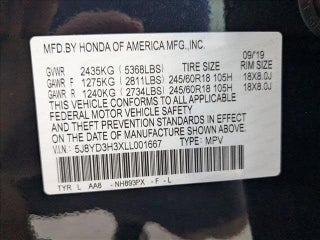 MFD.BY HONDA OF AMERICA MFG.,INC.
09/19
GVWR 2435KG (5368LBS) TIRE SIZE RIM SIZE
GAWR F 1275KG (2811LBS) 245/60R18 105H 18X8.0J
GAWR R 1240KG (2734LBS) 245/60R18 105H 18X8.0J
THIS VEHICLE CONFORMS TO ALL APPLICABLE
FEDERAL MOTOR VEHICLE SAFETY
AND THEFT PREVENTION STANDARDS IN EFFECT
ON THE DATE OF MANUFACTURE SHOWN ABOVE.
V.I.N.: 5J8YD3H3XLL001667 TYPE: MPV
TYR L AA8 - NH893PX - F - L